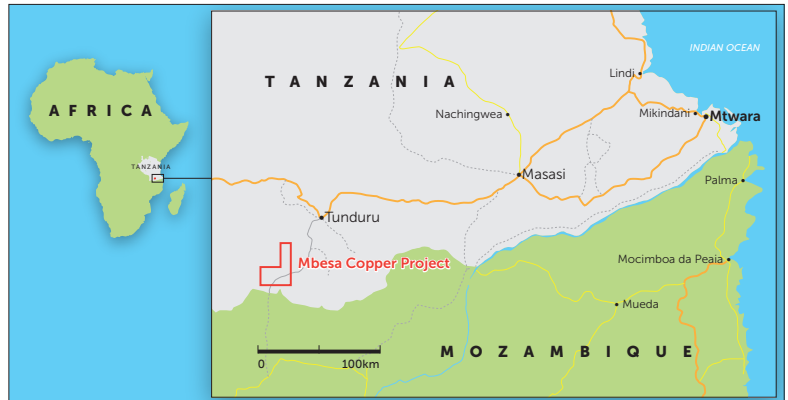 AFRICA
TANZANIA
TANZANIA
INDIAN OCEAN
Lindi
Nachingwea
Mikindani
Mtwara
Masasi
Palma
Tunduru
Mbesa Copper Project
Mocimboa da Peaia
Mueda
MOZAMBIQUE
0 100km